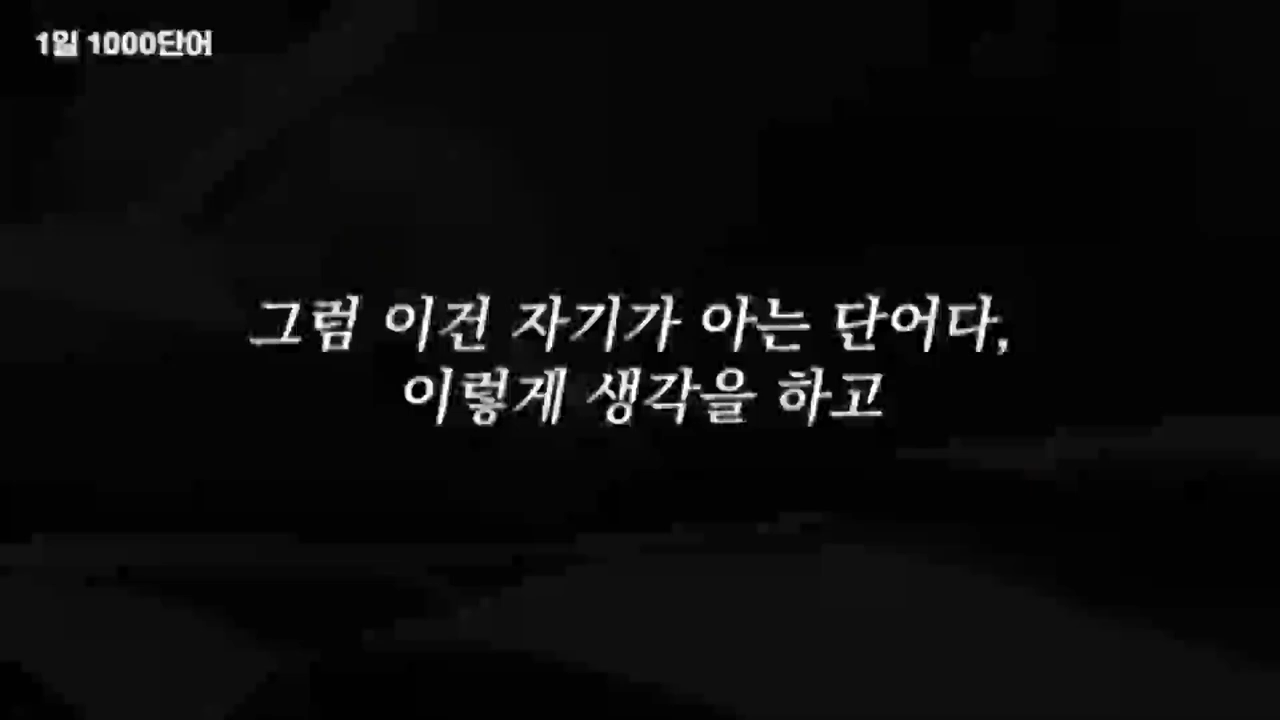 1일 1000단어
그럼 이건 자기가 아는 단어다,
이렇게 생각을 하고